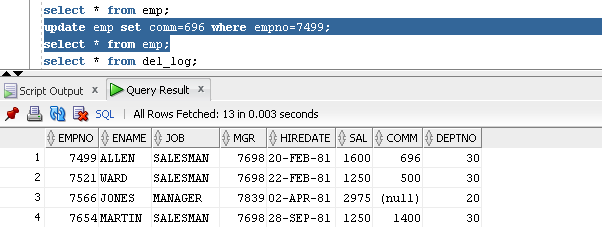 select * from emp;
update emp set comm=696 where empno=7499;
select * from emp;
select * from del_log;
Script Output x Query Result x
SQL | All Rows Fetched: 13 in 0.003 seconds
EMPNO ENAME JOB MGR HIREDATE SAL COMM DEPTNO
1 7499 ALLEN SALESMAN 7698 20-FEB-81 1600 696 30
2 7521 WARD SALESMAN 7698 22-FEB-81 1250 500 30
3 7566 JONES MANAGER 7839 02-APR-81 2975 (null) 20
4 7654 MARTIN SALESMAN 7698 28-SEP-81 1250 1400 30